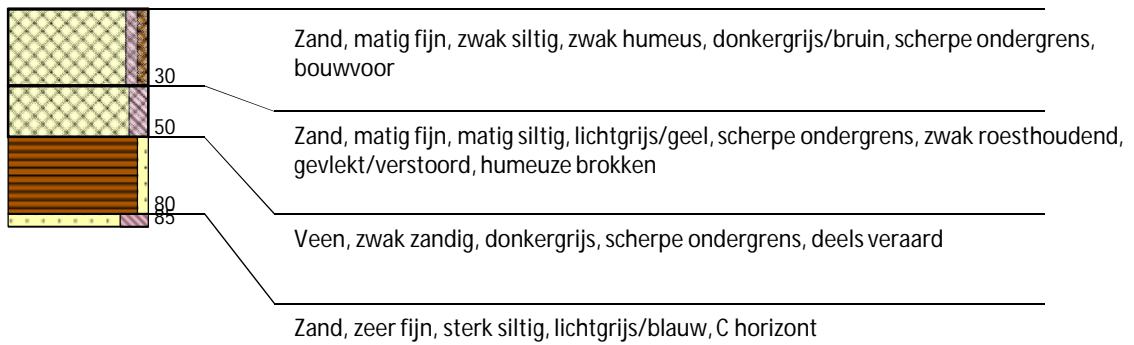 Zand, matig fijn, zwak siltig, zwak humeus, donkergrijs/bruin, scherpe ondergrens,
bouwvoor
30
Zand, matig fijn, matig siltig, lichtgrijs/geel, scherpe ondergrens, zwak roesthoudend,
gevlekt/verstoord, humeuze brokken
50
Veen, zwak zandig, donkergrijs, scherpe ondergrens, deels veraard
80
85
Zand, zeer fijn, sterk siltig, lichtgrijs/blauw, C horizont